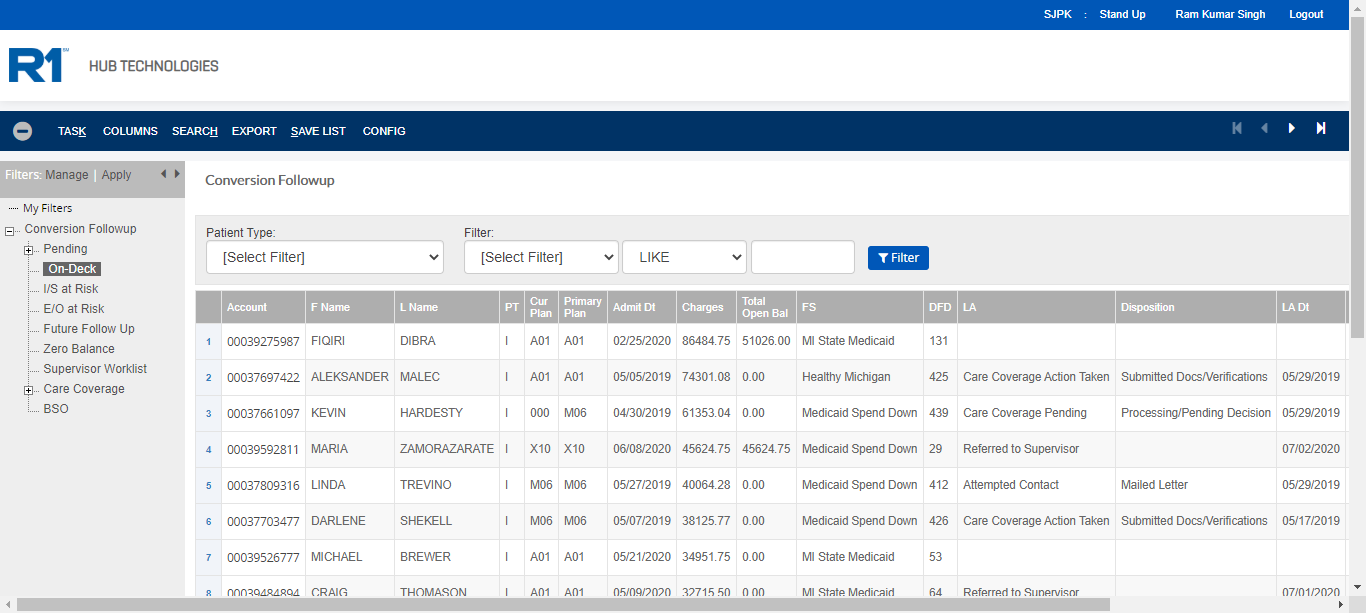 SJPK : Stand Up Ram Kumar Singh Logout
R1 HUB TECHNOLOGIES
TASK COLUMNS SEARCH EXPORT SAVE LIST CONFIG
Filters: Manage | Apply
My Filters
Conversion Followup
Pending
On-Deck
I/S at Risk
E/O at Risk
Future Follow Up
Zero Balance
Supervisor Worklist
Care Coverage
BSO
Conversion Followup
Patient Type: Filter:
[Select Filter] [Select Filter] LIKE Filter
Account F Name L Name PT Cur Plan Primary Plan Admit Dt Charges Total Open Bal FS DFD LA Disposition LA Dt
1 00039275987 FIQIRI DIBRA I A01 A01 02/25/2020 86484.75 51026.00 MI State Medicaid 131
2 00037697422 ALEKSANDER MALEC I A01 A01 05/05/2019 74301.08 0.00 Healthy Michigan 425 Care Coverage Action Taken Submitted Docs/Verifications 05/29/2019
3 00037661097 KEVIN HARDESTY I 000 M06 04/30/2019 61353.04 0.00 Medicaid Spend Down 439 Care Coverage Pending Processing/Pending Decision 05/29/2019
4 00039592811 MARIA ZAMORAZARATE I X10 X10 06/08/2020 45624.75 45624.75 Medicaid Spend Down 29 Referred to Supervisor 07/02/2020
5 00037809316 LINDA TREVINO I M06 M06 05/27/2019 40064.28 0.00 Medicaid Spend Down 412 Attempted Contact Mailed Letter 05/29/2019
6 00037703477 DARLENE SHEKELL I M06 M06 05/07/2019 38125.77 0.00 Medicaid Spend Down 426 Care Coverage Action Taken Submitted Docs/Verifications 05/17/2019
7 00039526777 MICHAEL BREWER I A01 A01 05/21/2020 34951.75 0.00 MI State Medicaid 53
8 00039484894 CRAIG THOMASON I A01 A01 05/09/2020 32715.50 0.00 MI State Medicaid 64 Referred to Supervisor 07/01/2020